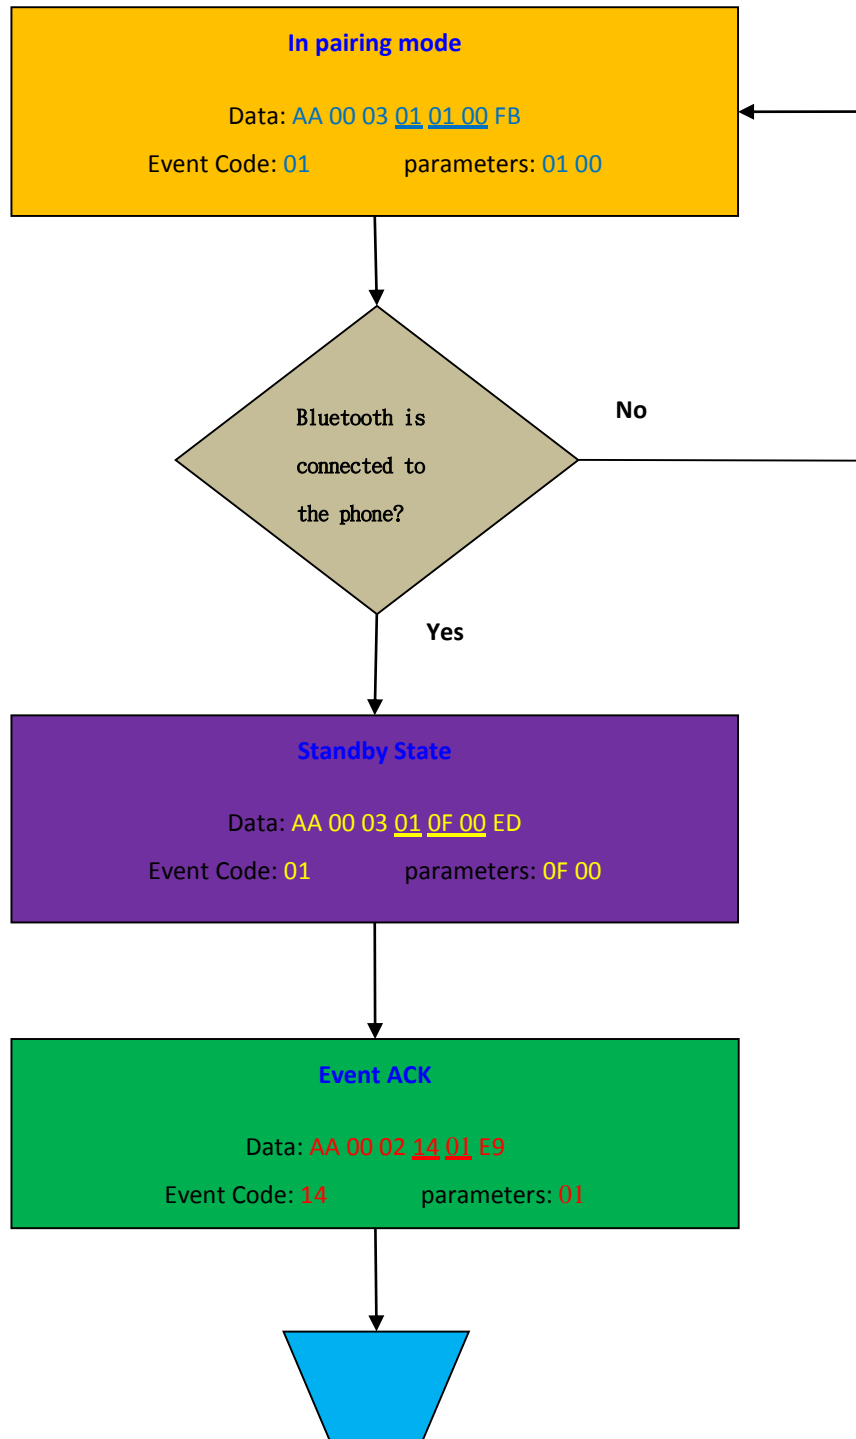 In pairing mode
Data: AA 00 03 01 01 00 FB
Event Code: 01 parameters: 01 00
Bluetooth is
connected to
the phone?
No
Yes
Standby State
Data: AA 00 03 01 0F 00 ED
Event Code: 01 parameters: 0F 00
Event ACK
Data: AA 00 02 14 01 E9
Event Code: 14 parameters: 01